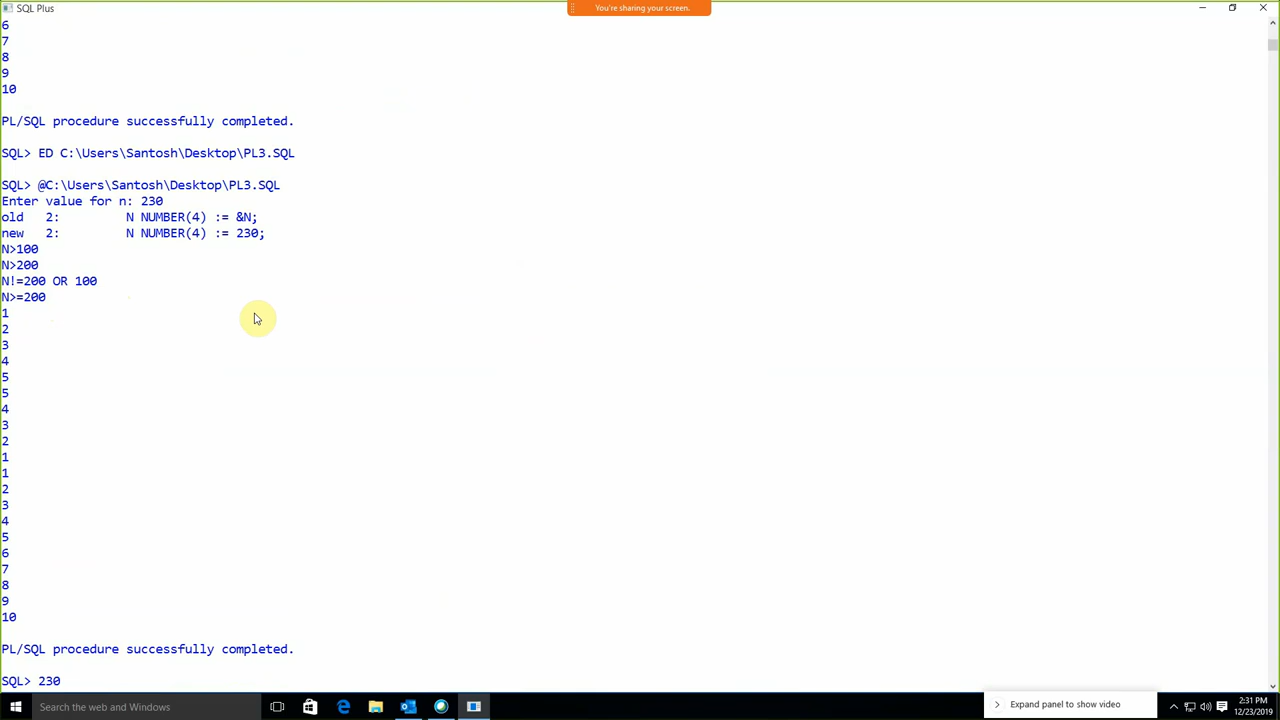 SQL Plus
You're sharing your screen.
6
7
8
9
10
PL/SQL procedure successfully completed.
SQL> ED C:\Users\Santosh\Desktop\PL3.SQL
SQL> @C:\Users\Santosh\Desktop\PL3.SQL
Enter value for n: 230
old   2:         N NUMBER(4) := &N;
new   2:         N NUMBER(4) := 230;
N>100
N>200
N!=200 OR 100
N>=200
1
2
3
4
5
5
4
3
2
1
1
2
3
4
5
6
7
8
9
10
PL/SQL procedure successfully completed.
SQL> 230
Search the web and Windows
Expand panel to show video
2:31 PM
12/23/2019